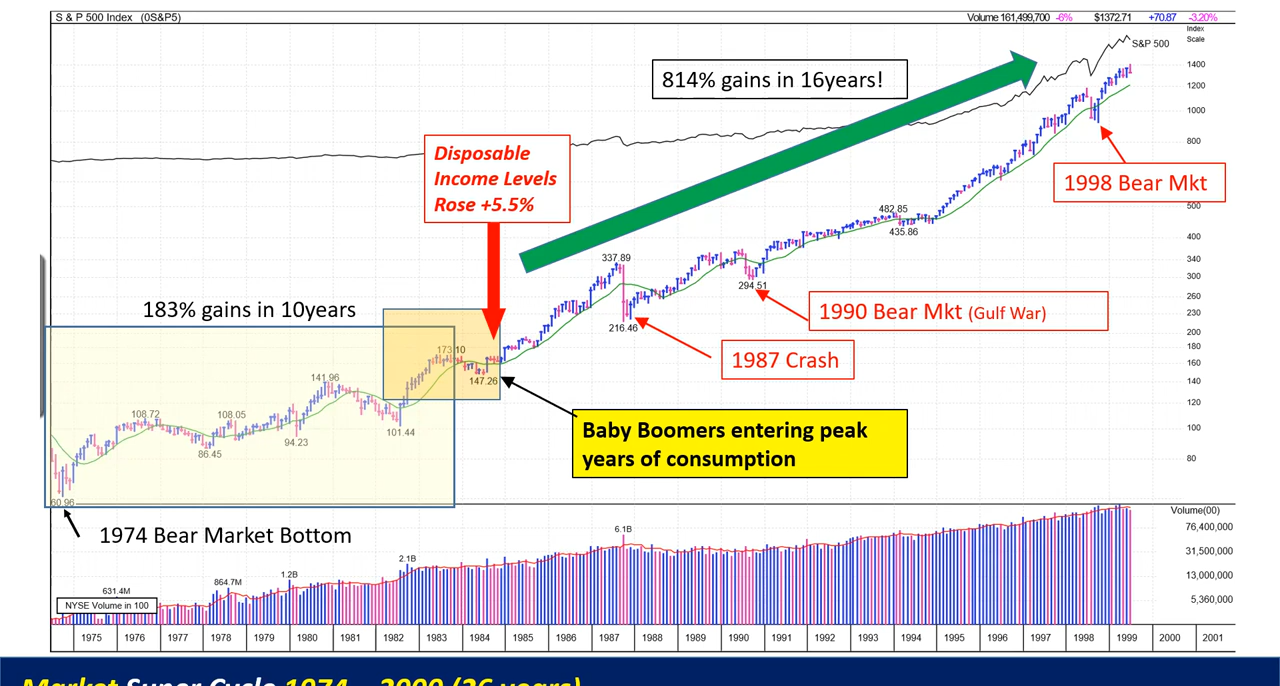 S & P 500 Index (0S&P5)
Volume 161,499,700 -6% $1372.71 +70.87 -3.20%
Index
Scale
S&P 500
814% gains in 16years!
1400
1200
1000
800
500
400
340
300
260
230
200
180
160
140
120
100
80
Disposable
Income Levels
Rose +5.5%
1998 Bear Mkt
482.85
435.86
337.89
294.51
216.46
1990 Bear Mkt (Gulf War)
1987 Crash
183% gains in 10years
173.10
147.26
141.96
108.72
108.05
101.44
94.23
86.45
60.96
Baby Boomers entering peak
years of consumption
1974 Bear Market Bottom
Volume(00)
76,400,000
31,500,000
13,000,000
5,360,000
6.1B
2.1B
1.2B
864.7M
631.4M
NYSE Volume in 100
1975 1976 1977 1978 1979 1980 1981 1982 1983 1984 1985 1986 1987 1988 1989 1990 1991 1992 1993 1994 1995 1996 1997 1998 1999 2000 2001
Market Super Cycle 1974 – 2000 (26 years)